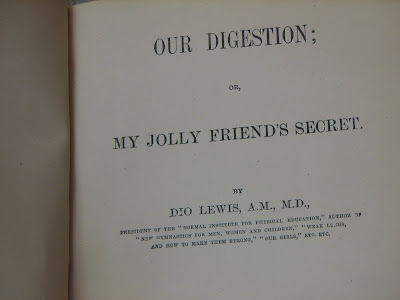 OUR DIGESTION;
OR,
MY JOLLY FRIEND'S SECRET.
BY
DIO LEWIS, A.M., M.D.,
PRESIDENT OF THE "NORMAL INSTITUTE FOR PHYSICAL EDUCATION," AUTHOR OF
"NEW GYMNASTICS FOR MEN, WOMEN AND CHILDREN," "WEAK LUNGS,
AND HOW TO MAKE THEM STRONG," "OUR GIRLS," ETC. ETC.